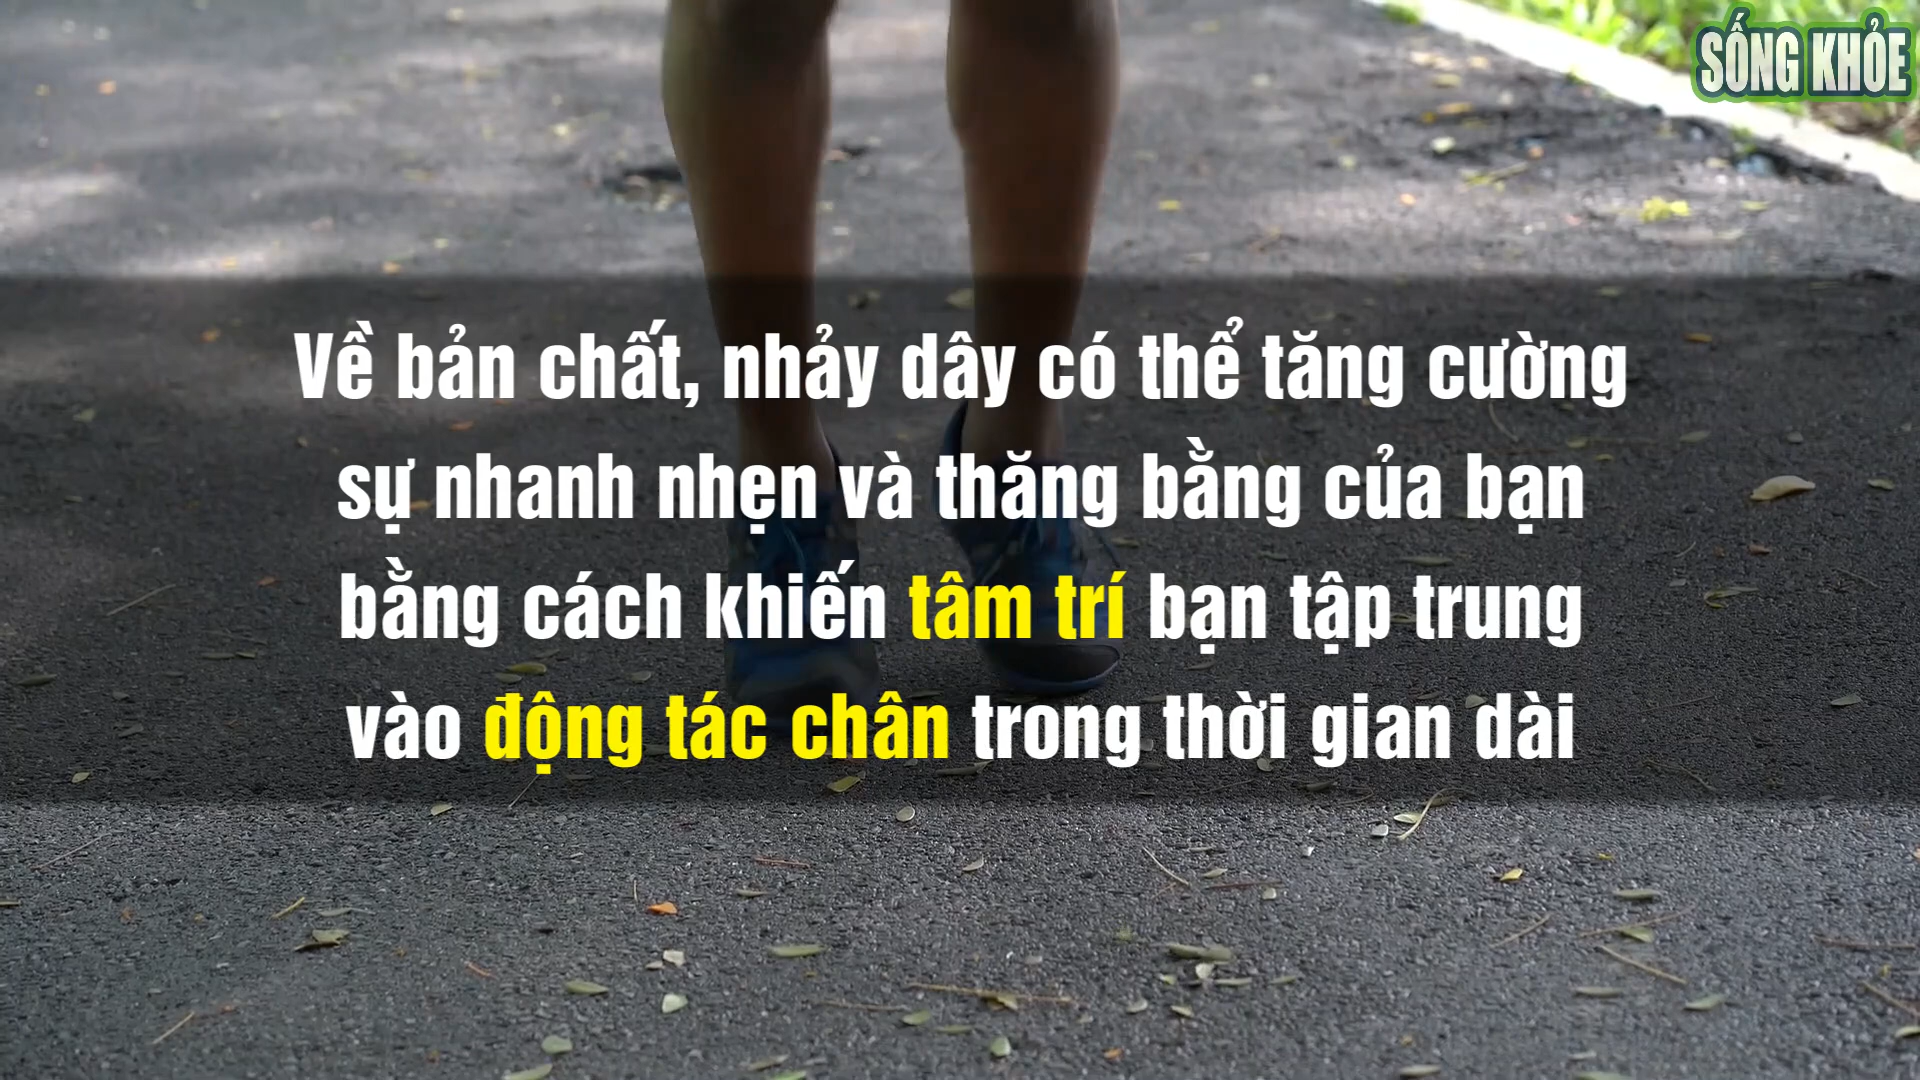 SỐNG KHỎE
Về bản chất, nhảy dây có thể tăng cường
sự nhanh nhẹn và thăng bằng của bạn
bằng cách khiến tâm trí bạn tập trung
vào động tác chân trong thời gian dài